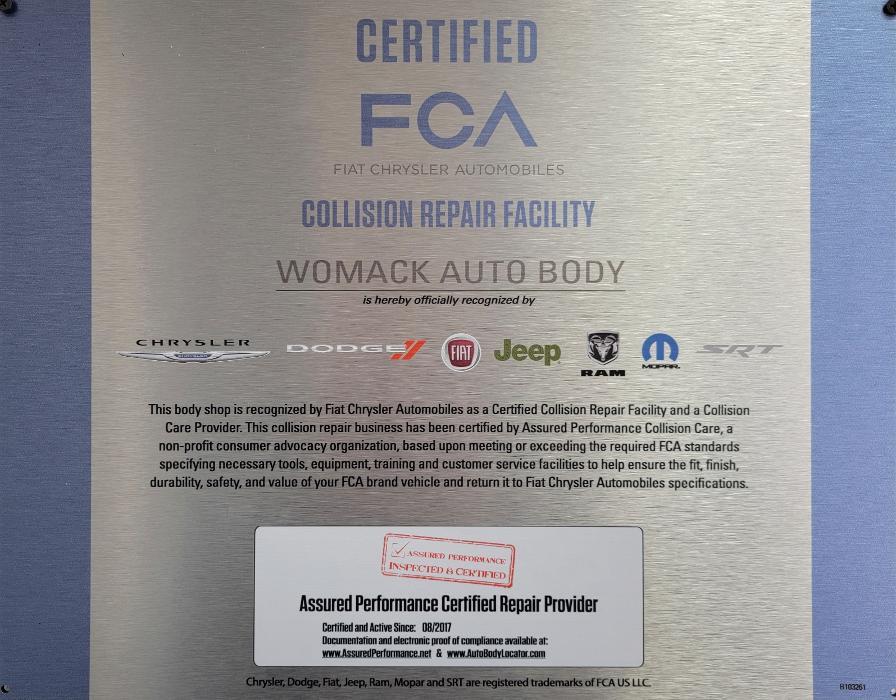 CERTIFIED
FCA
FIAT CHRYSLER AUTOMOBILES
COLLISION REPAIR FACILITY
WOMACK AUTO BODY
is hereby officially recognized by
CHRYSLER DODGE FIAT Jeep RAM MOPAR SRT
This body shop is recognized by Fiat Chrysler Automobiles as a Certified Collision Repair Facility and a Collision
Care Provider. This collision repair business has been certified by Assured Performance Collision Care, a
non-profit consumer advocacy organization, based upon meeting or exceeding the required FCA standards
specifying necessary tools, equipment, training and customer service facilities to help ensure the fit, finish,
durability, safety, and value of your FCA brand vehicle and return it to Fiat Chrysler Automobiles specifications.
ASSURED PERFORMANCE
INSPECTED & CERTIFIED
Assured Performance Certified Repair Provider
Certified and Active Since: 08/2017
Documentation and electronic proof of compliance available at:
www.AssuredPerformance.net & www.AutoBodyLocator.com
Chrysler, Dodge, Fiat, Jeep, Ram, Mopar and SRT are registered trademarks of FCA US LLC.
B103261